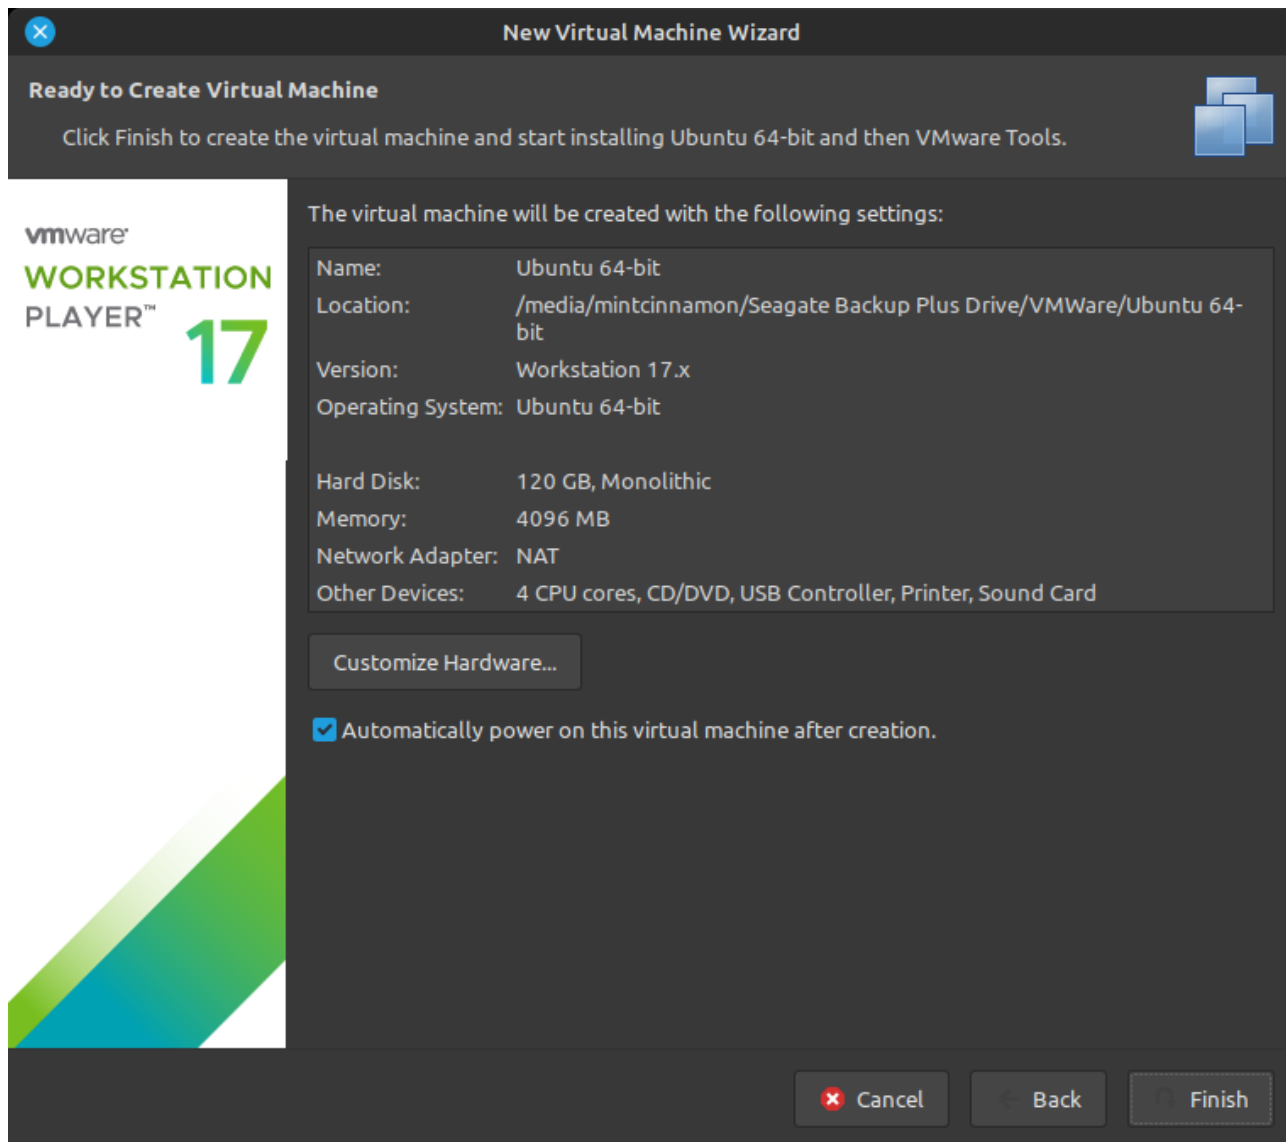 New Virtual Machine Wizard
Ready to Create Virtual Machine
Click Finish to create the virtual machine and start installing Ubuntu 64-bit and then VMware Tools.
vmware®
WORKSTATION
PLAYER™
17
The virtual machine will be created with the following settings:
Name: Ubuntu 64-bit
Location: /media/mintcinnamon/Seagate Backup Plus Drive/VMWare/Ubuntu 64-
bit
Version: Workstation 17.x
Operating System: Ubuntu 64-bit
Hard Disk: 120 GB, Monolithic
Memory: 4096 MB
Network Adapter: NAT
Other Devices: 4 CPU cores, CD/DVD, USB Controller, Printer, Sound Card
Customize Hardware...
Automatically power on this virtual machine after creation.
Cancel Back Finish